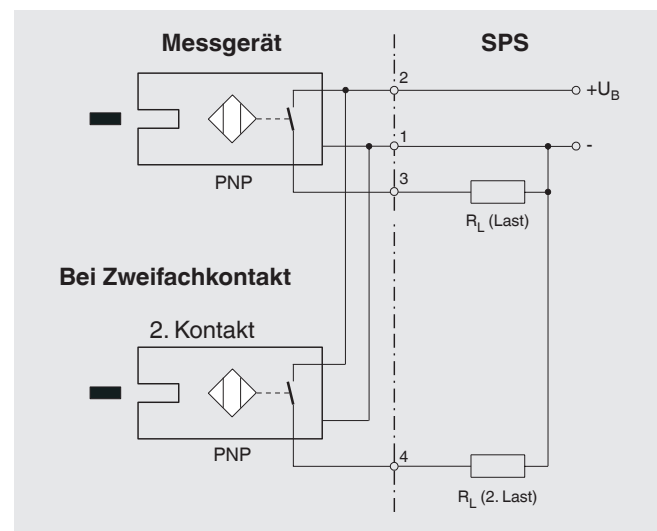 Messgerät
SPS
2
+U_B
1
-
3
PNP
R_L (Last)
Bei Zweifachkontakt
2. Kontakt
PNP
4
R_L (2. Last)